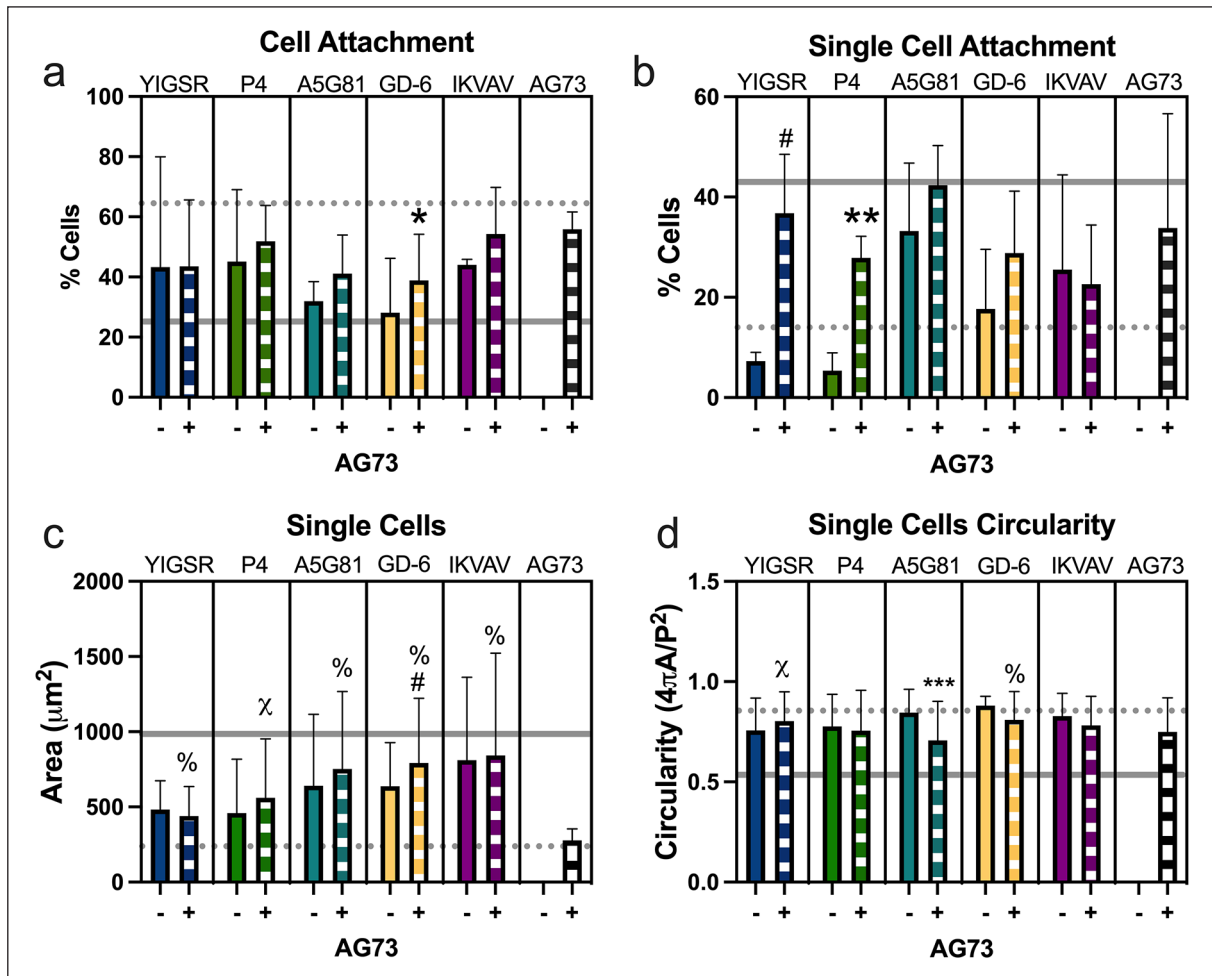 a
Cell Attachment
YIGSR P4 A5G81 GD-6 IKVAV AG73
% Cells
100
80
60
40
20
0
*
- + - + - + - + - + - +
AG73
b
Single Cell Attachment
YIGSR P4 A5G81 GD-6 IKVAV AG73
% Cells
60
40
20
0
#
**
- + - + - + - + - + - +
AG73
c
Single Cells
YIGSR P4 A5G81 GD-6 IKVAV AG73
Area (μm²)
2000
1500
1000
500
0
% χ % % # %
- + - + - + - + - + - +
AG73
d
Single Cells Circularity
YIGSR P4 A5G81 GD-6 IKVAV AG73
Circularity (4πA/P²)
1.5
1.0
0.5
0.0
χ *** %
- + - + - + - + - + - +
AG73